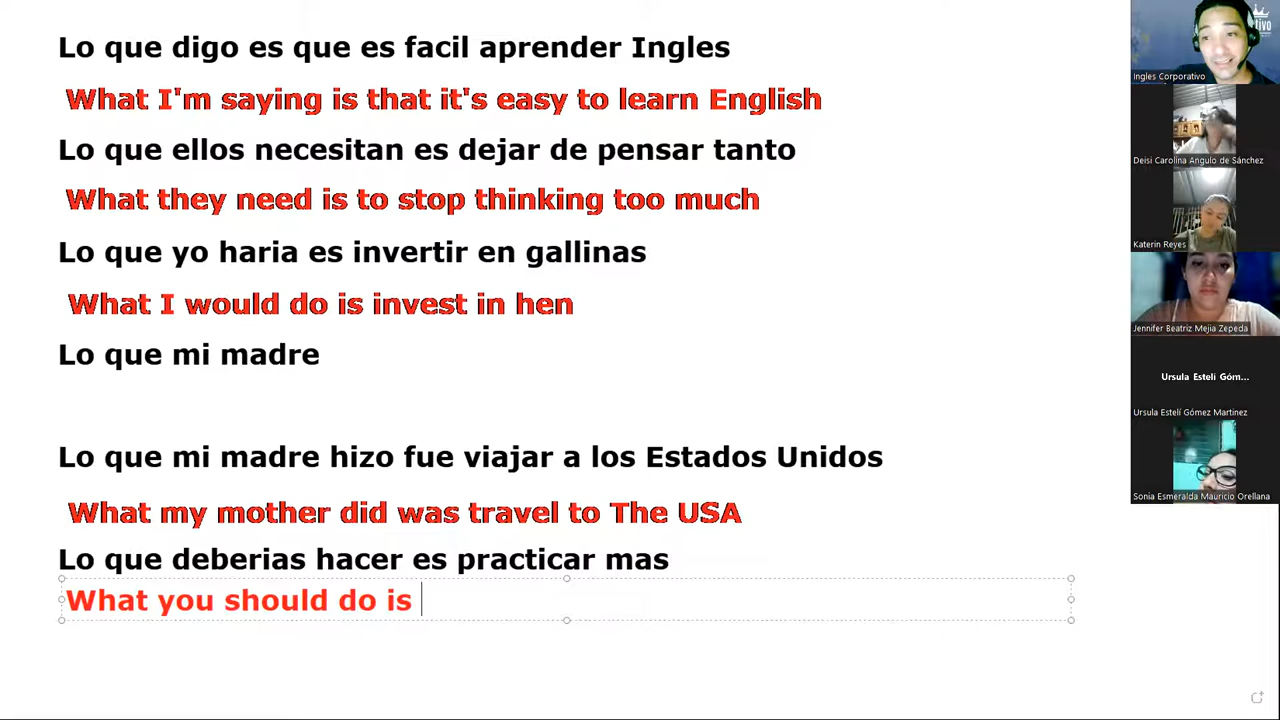 Lo que digo es que es facil aprender Ingles
What I'm saying is that it's easy to learn English
Lo que ellos necesitan es dejar de pensar tanto
What they need is to stop thinking too much
Lo que yo haria es invertir en gallinas
What I would do is invest in hen
Lo que mi madre
Lo que mi madre hizo fue viajar a los Estados Unidos
What my mother did was travel to The USA
Lo que deberias hacer es practicar mas
What you should do is
Ingles Corporativo
Deisi Carolina Angulo de Sánchez
Katerin Reyes
Jennifer Beatriz Mejia Zepeda
Ursula Estelí Góm...
Ursula Estelí Gómez Martinez
Sonia Esmeralda Mauricio Orellana